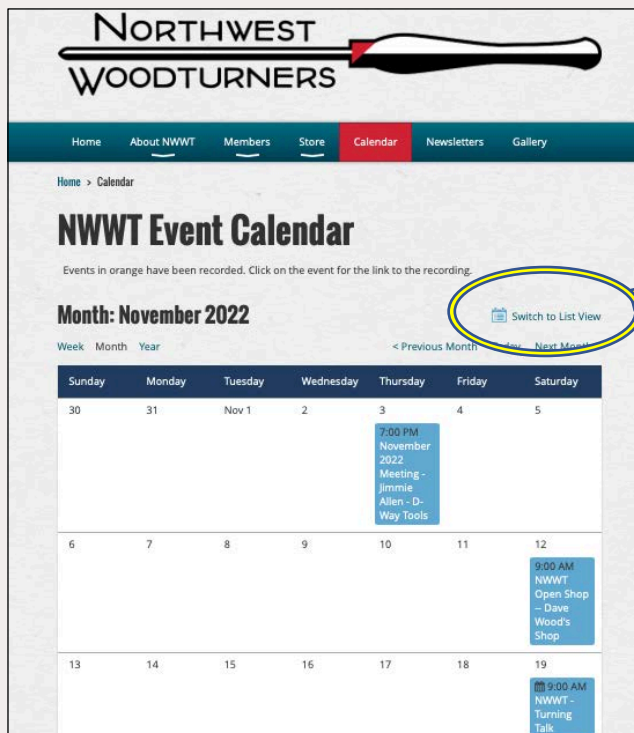 NORTHWEST
WOODTURNERS
Home About NWWT Members Store Calendar Newsletters Gallery
Home > Calendar
NWWT Event Calendar
Events in orange have been recorded. Click on the event for the link to the recording.
Month: November 2022 Switch to List View
Week Month Year < Previous Month Today Next Month
Sunday Monday Tuesday Wednesday Thursday Friday Saturday
30 31 Nov 1 2 3 4 5
7:00 PM
November
2022
Meeting -
Jimmie
Allen - D-
Way Tools
6 7 8 9 10 11 12
9:00 AM
NWWT
Open Shop
-- Dave
Wood's
Shop
13 14 15 16 17 18 19
9:00 AM
NWWT -
Turning
Talk